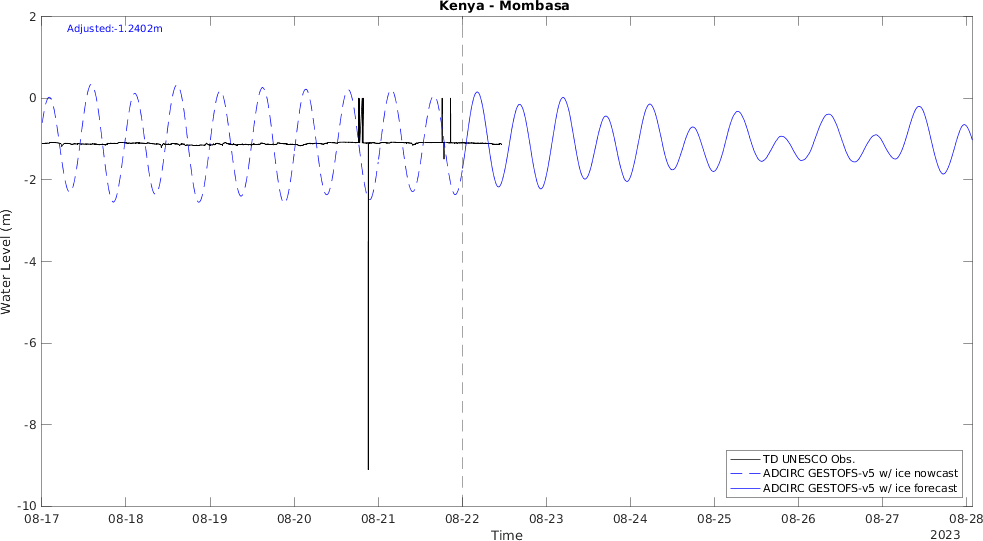 Kenya - Mombasa
Adjusted:-1.2402m
2
0
-2
-4
-6
-8
-10
Water Level (m)
08-17 08-18 08-19 08-20 08-21 08-22 08-23 08-24 08-25 08-26 08-27 08-28
Time
2023
TD UNESCO Obs.
ADCIRC GESTOFS-v5 w/ ice nowcast
ADCIRC GESTOFS-v5 w/ ice forecast